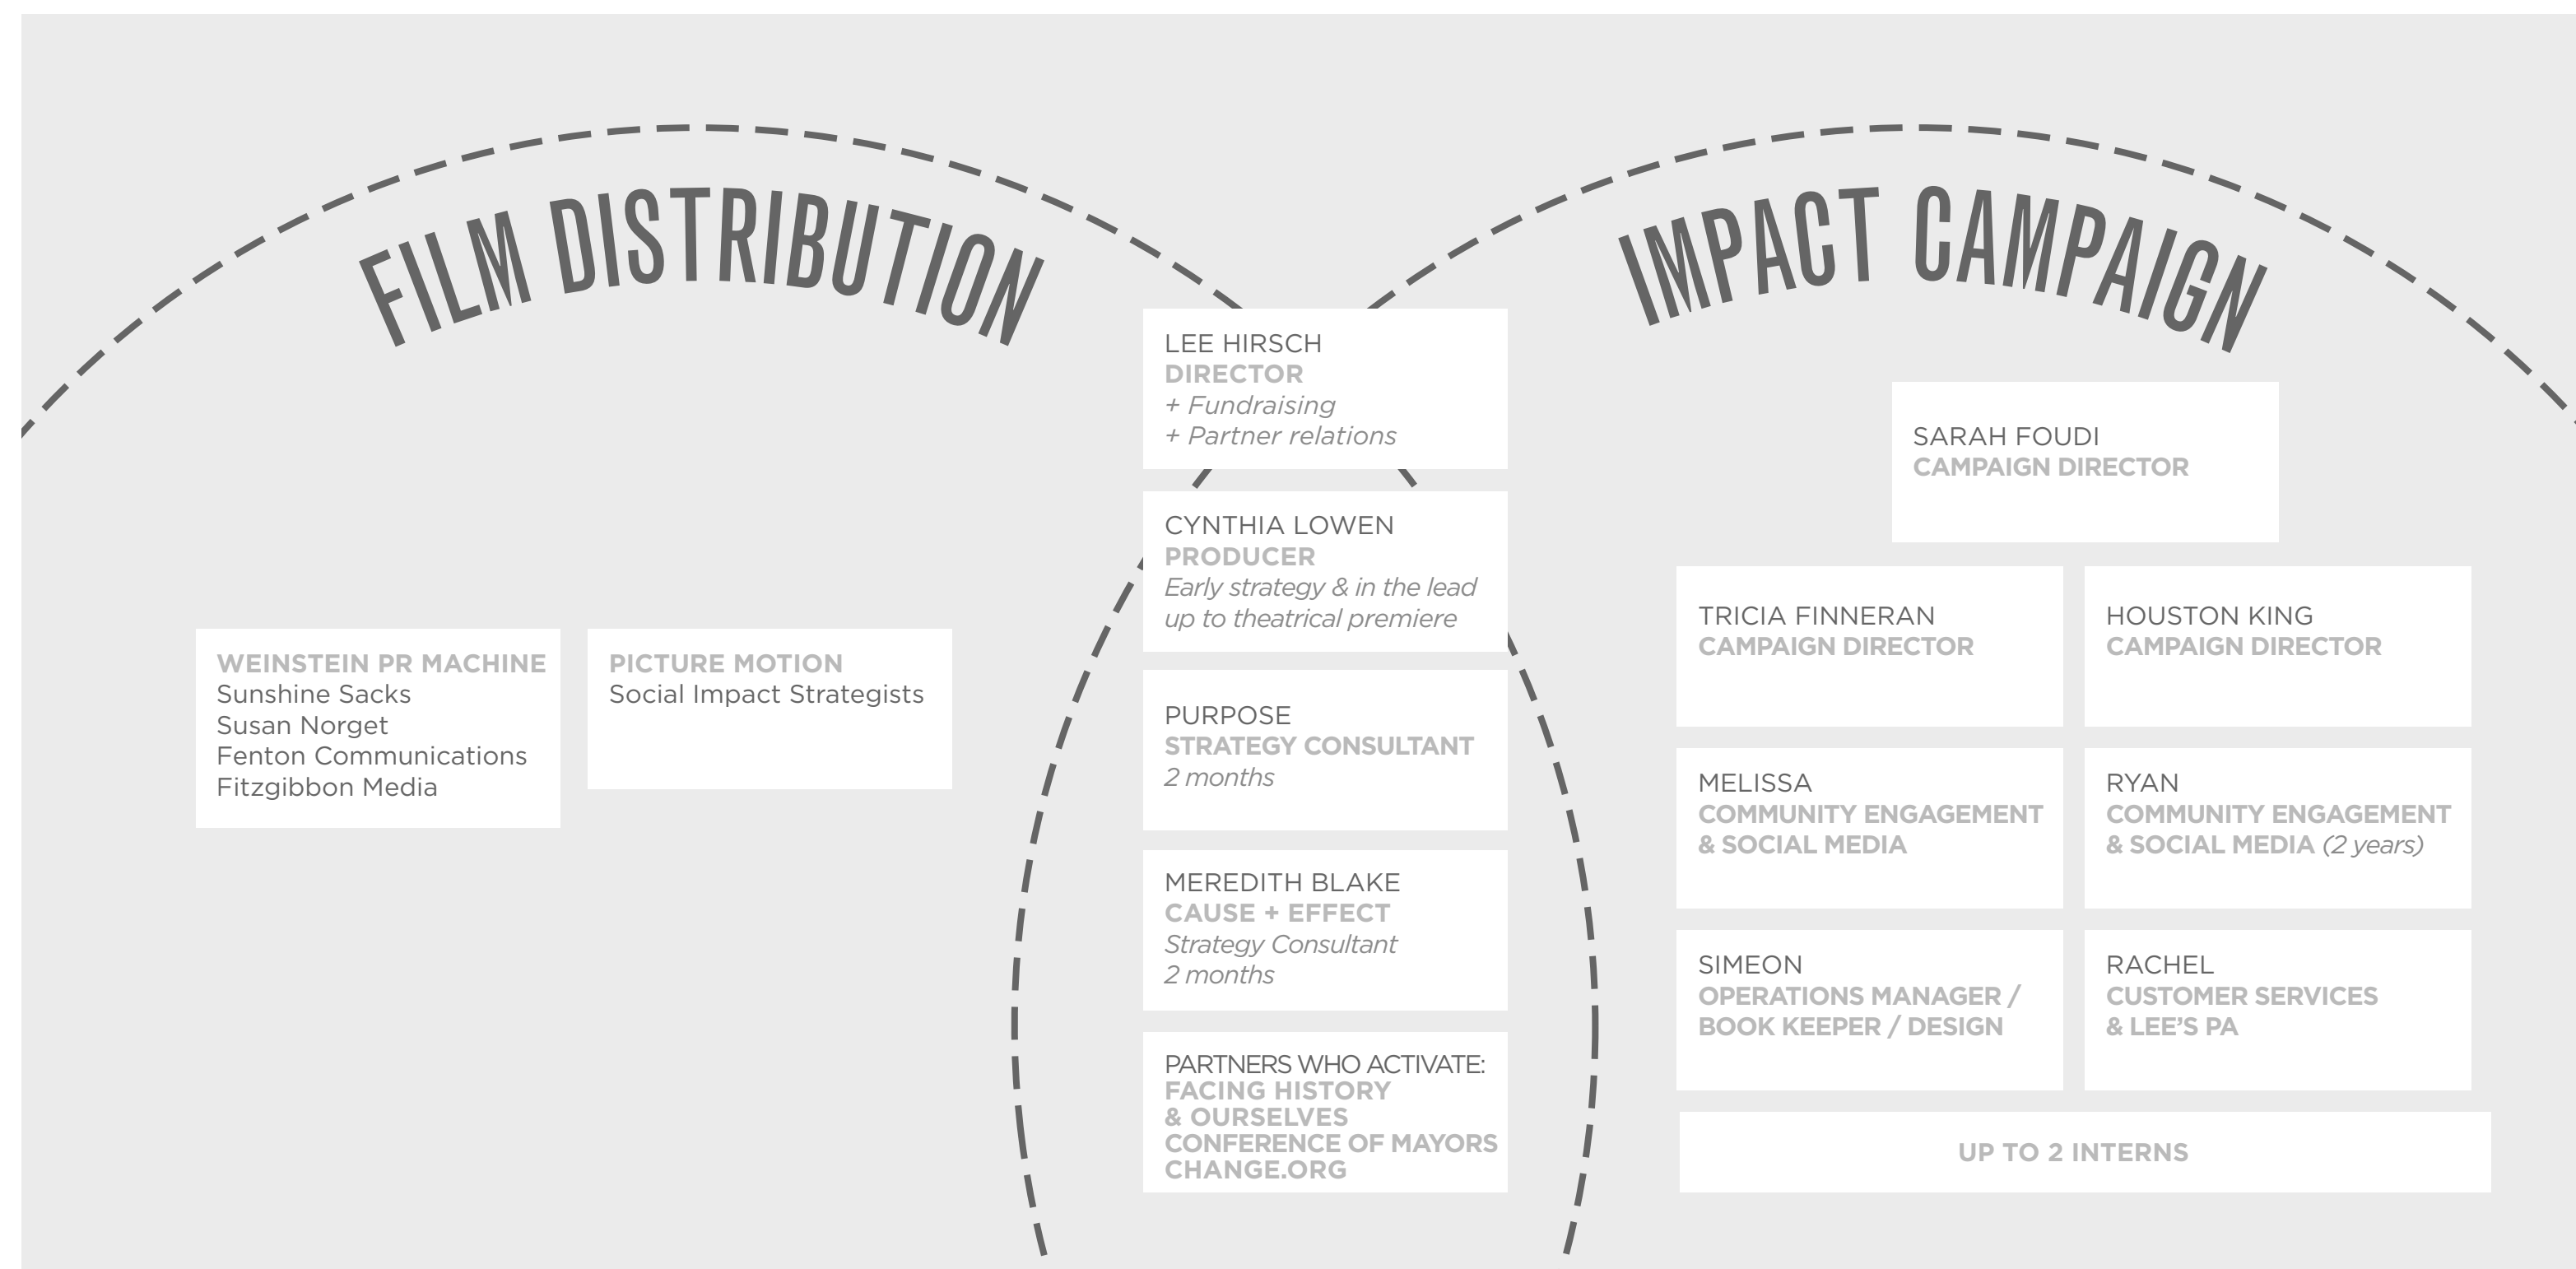 FILM DISTRIBUTION
WEINSTEIN PR MACHINE
Sunshine Sacks
Susan Norget
Fenton Communications
Fitzgibbon Media
PICTURE MOTION
Social Impact Strategists
LEE HIRSCH
DIRECTOR
+ Fundraising
+ Partner relations
CYNTHIA LOWEN
PRODUCER
Early strategy & in the lead
up to theatrical premiere
PURPOSE
STRATEGY CONSULTANT
2 months
MEREDITH BLAKE
CAUSE + EFFECT
Strategy Consultant
2 months
PARTNERS WHO ACTIVATE:
FACING HISTORY
& OURSELVES
CONFERENCE OF MAYORS
CHANGE.ORG
IMPACT CAMPAIGN
SARAH FOUDI
CAMPAIGN DIRECTOR
TRICIA FINNERAN
CAMPAIGN DIRECTOR
HOUSTON KING
CAMPAIGN DIRECTOR
MELISSA
COMMUNITY ENGAGEMENT
& SOCIAL MEDIA
RYAN
COMMUNITY ENGAGEMENT
& SOCIAL MEDIA (2 years)
SIMEON
OPERATIONS MANAGER /
BOOK KEEPER / DESIGN
RACHEL
CUSTOMER SERVICES
& LEE’S PA
UP TO 2 INTERNS